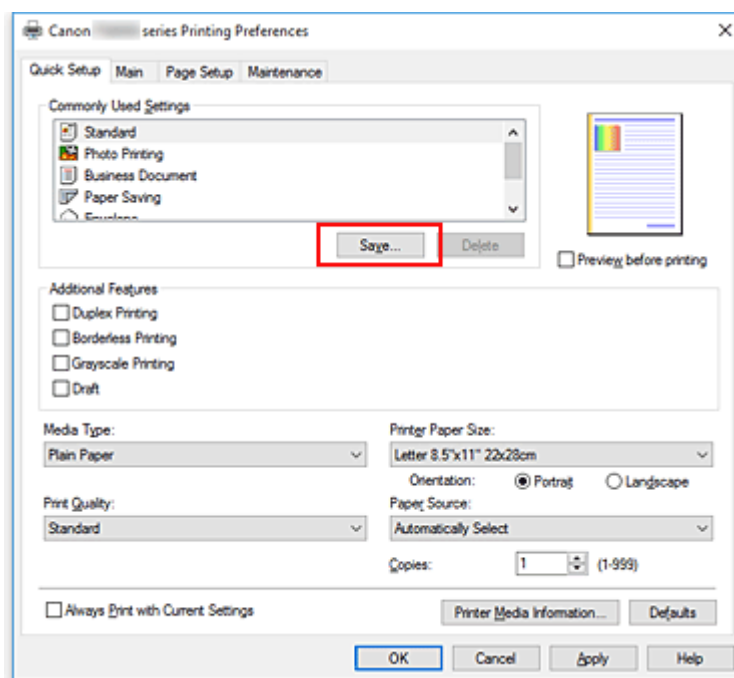 Canon series Printing Preferences
Quick Setup Main Page Setup Maintenance
Commonly Used Settings
Standard
Photo Printing
Business Document
Paper Saving
Envelope
Save... Delete
Preview before printing
Additional Features
Duplex Printing
Borderless Printing
Grayscale Printing
Draft
Media Type: Printer Paper Size:
Plain Paper Letter 8.5"x11" 22x28cm
Orientation: Portrait Landscape
Print Quality: Paper Source:
Standard Automatically Select
Copies: 1 (1-999)
Always Print with Current Settings Printer Media Information... Defaults
OK Cancel Apply Help